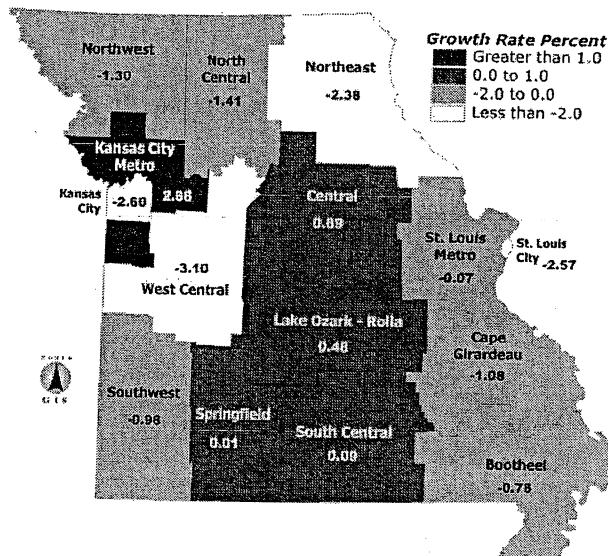 Growth Rate Percent
Greater than 1.0
0.0 to 1.0
-2.0 to 0.0
Less than -2.0
Northwest
-1.30
North
Central
-1.41
Northeast
-2.38
Kansas City
Metro
2.66
Kansas
City
-2.60
Central
0.69
St. Louis
Metro
-0.07
St. Louis
City
-2.57
-3.10
West Central
Lake Ozark - Rolla
0.48
Cape
Girardeau
-1.08
Southwest
-0.98
Springfield
0.01
South Central
0.09
Bootheel
-0.78
GIS